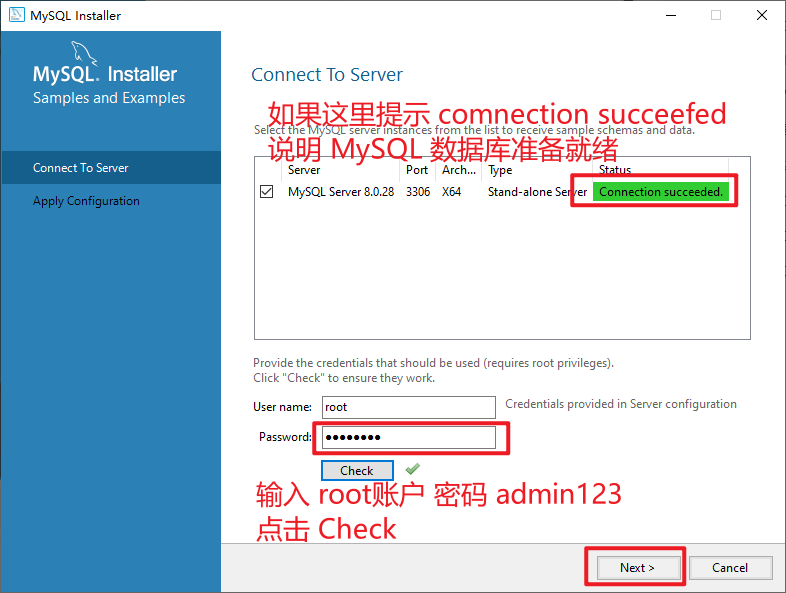 MySQL Installer
MySQL. Installer
Samples and Examples
Connect To Server
Apply Configuration
Connect To Server
如果这里提示 comnection succeefed
Select the MySQL server instances from the list to receive sample schemas and data.
说明 MySQL 数据库准备就绪
Server Port Arch... Type Status
MySQL Server 8.0.28 3306 X64 Stand-alone Server Connection succeeded.
Provide the credentials that should be used (requires root privileges).
Click "Check" to ensure they work.
User name: root Credentials provided in Server configuration
Password: ●●●●●●●●
Check
输入 root账户 密码 admin123
点击 Check
Next > Cancel